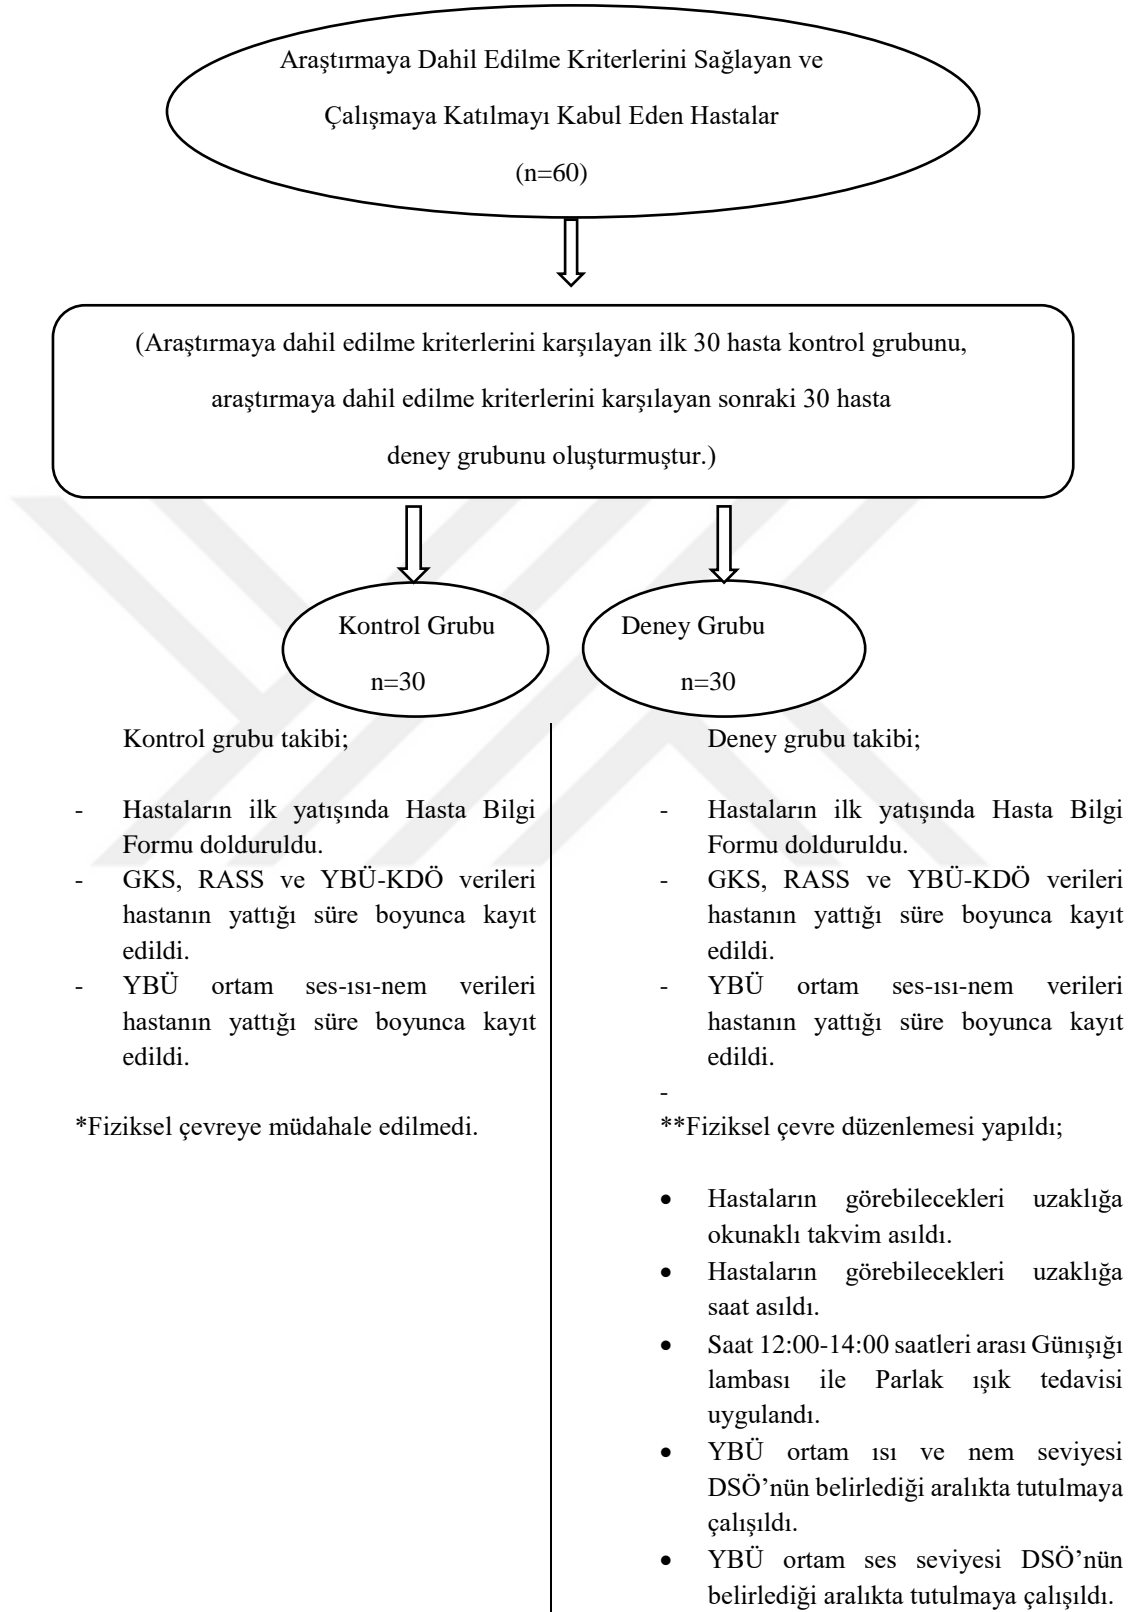 Araştırmaya Dahil Edilme Kriterlerini Sağlayan ve
Çalışmaya Katılmayı Kabul Eden Hastalar
(n=60)
(Araştırmaya dahil edilme kriterlerini karşılayan ilk 30 hasta kontrol grubunu,
araştırmaya dahil edilme kriterlerini karşılayan sonraki 30 hasta
deney grubunu oluşturmuştur.)
Kontrol Grubu
n=30
Deney Grubu
n=30
Kontrol grubu takibi;
- Hastaların ilk yatışında Hasta Bilgi
Formu dolduruldu.
- GKS, RASS ve YBÜ-KDÖ verileri
hastanın yattığı süre boyunca kayıt
edildi.
- YBÜ ortam ses-ısı-nem verileri
hastanın yattığı süre boyunca kayıt
edildi.
*Fiziksel çevreye müdahale edilmedi.
Deney grubu takibi;
- Hastaların ilk yatışında Hasta Bilgi
Formu dolduruldu.
- GKS, RASS ve YBÜ-KDÖ verileri
hastanın yattığı süre boyunca kayıt
edildi.
- YBÜ ortam ses-ısı-nem verileri
hastanın yattığı süre boyunca kayıt
edildi.
-
**Fiziksel çevre düzenlemesi yapıldı;
• Hastaların görebilecekleri uzaklığa
okunaklı takvim asıldı.
• Hastaların görebilecekleri uzaklığa
saat asıldı.
• Saat 12:00-14:00 saatleri arası Günışığı
lambası ile Parlak ışık tedavisi
uygulandı.
• YBÜ ortam ısı ve nem seviyesi
DSÖ’nün belirlediği aralıkta tutulmaya
çalışıldı.
• YBÜ ortam ses seviyesi DSÖ’nün
belirlediği aralıkta tutulmaya çalışıldı.